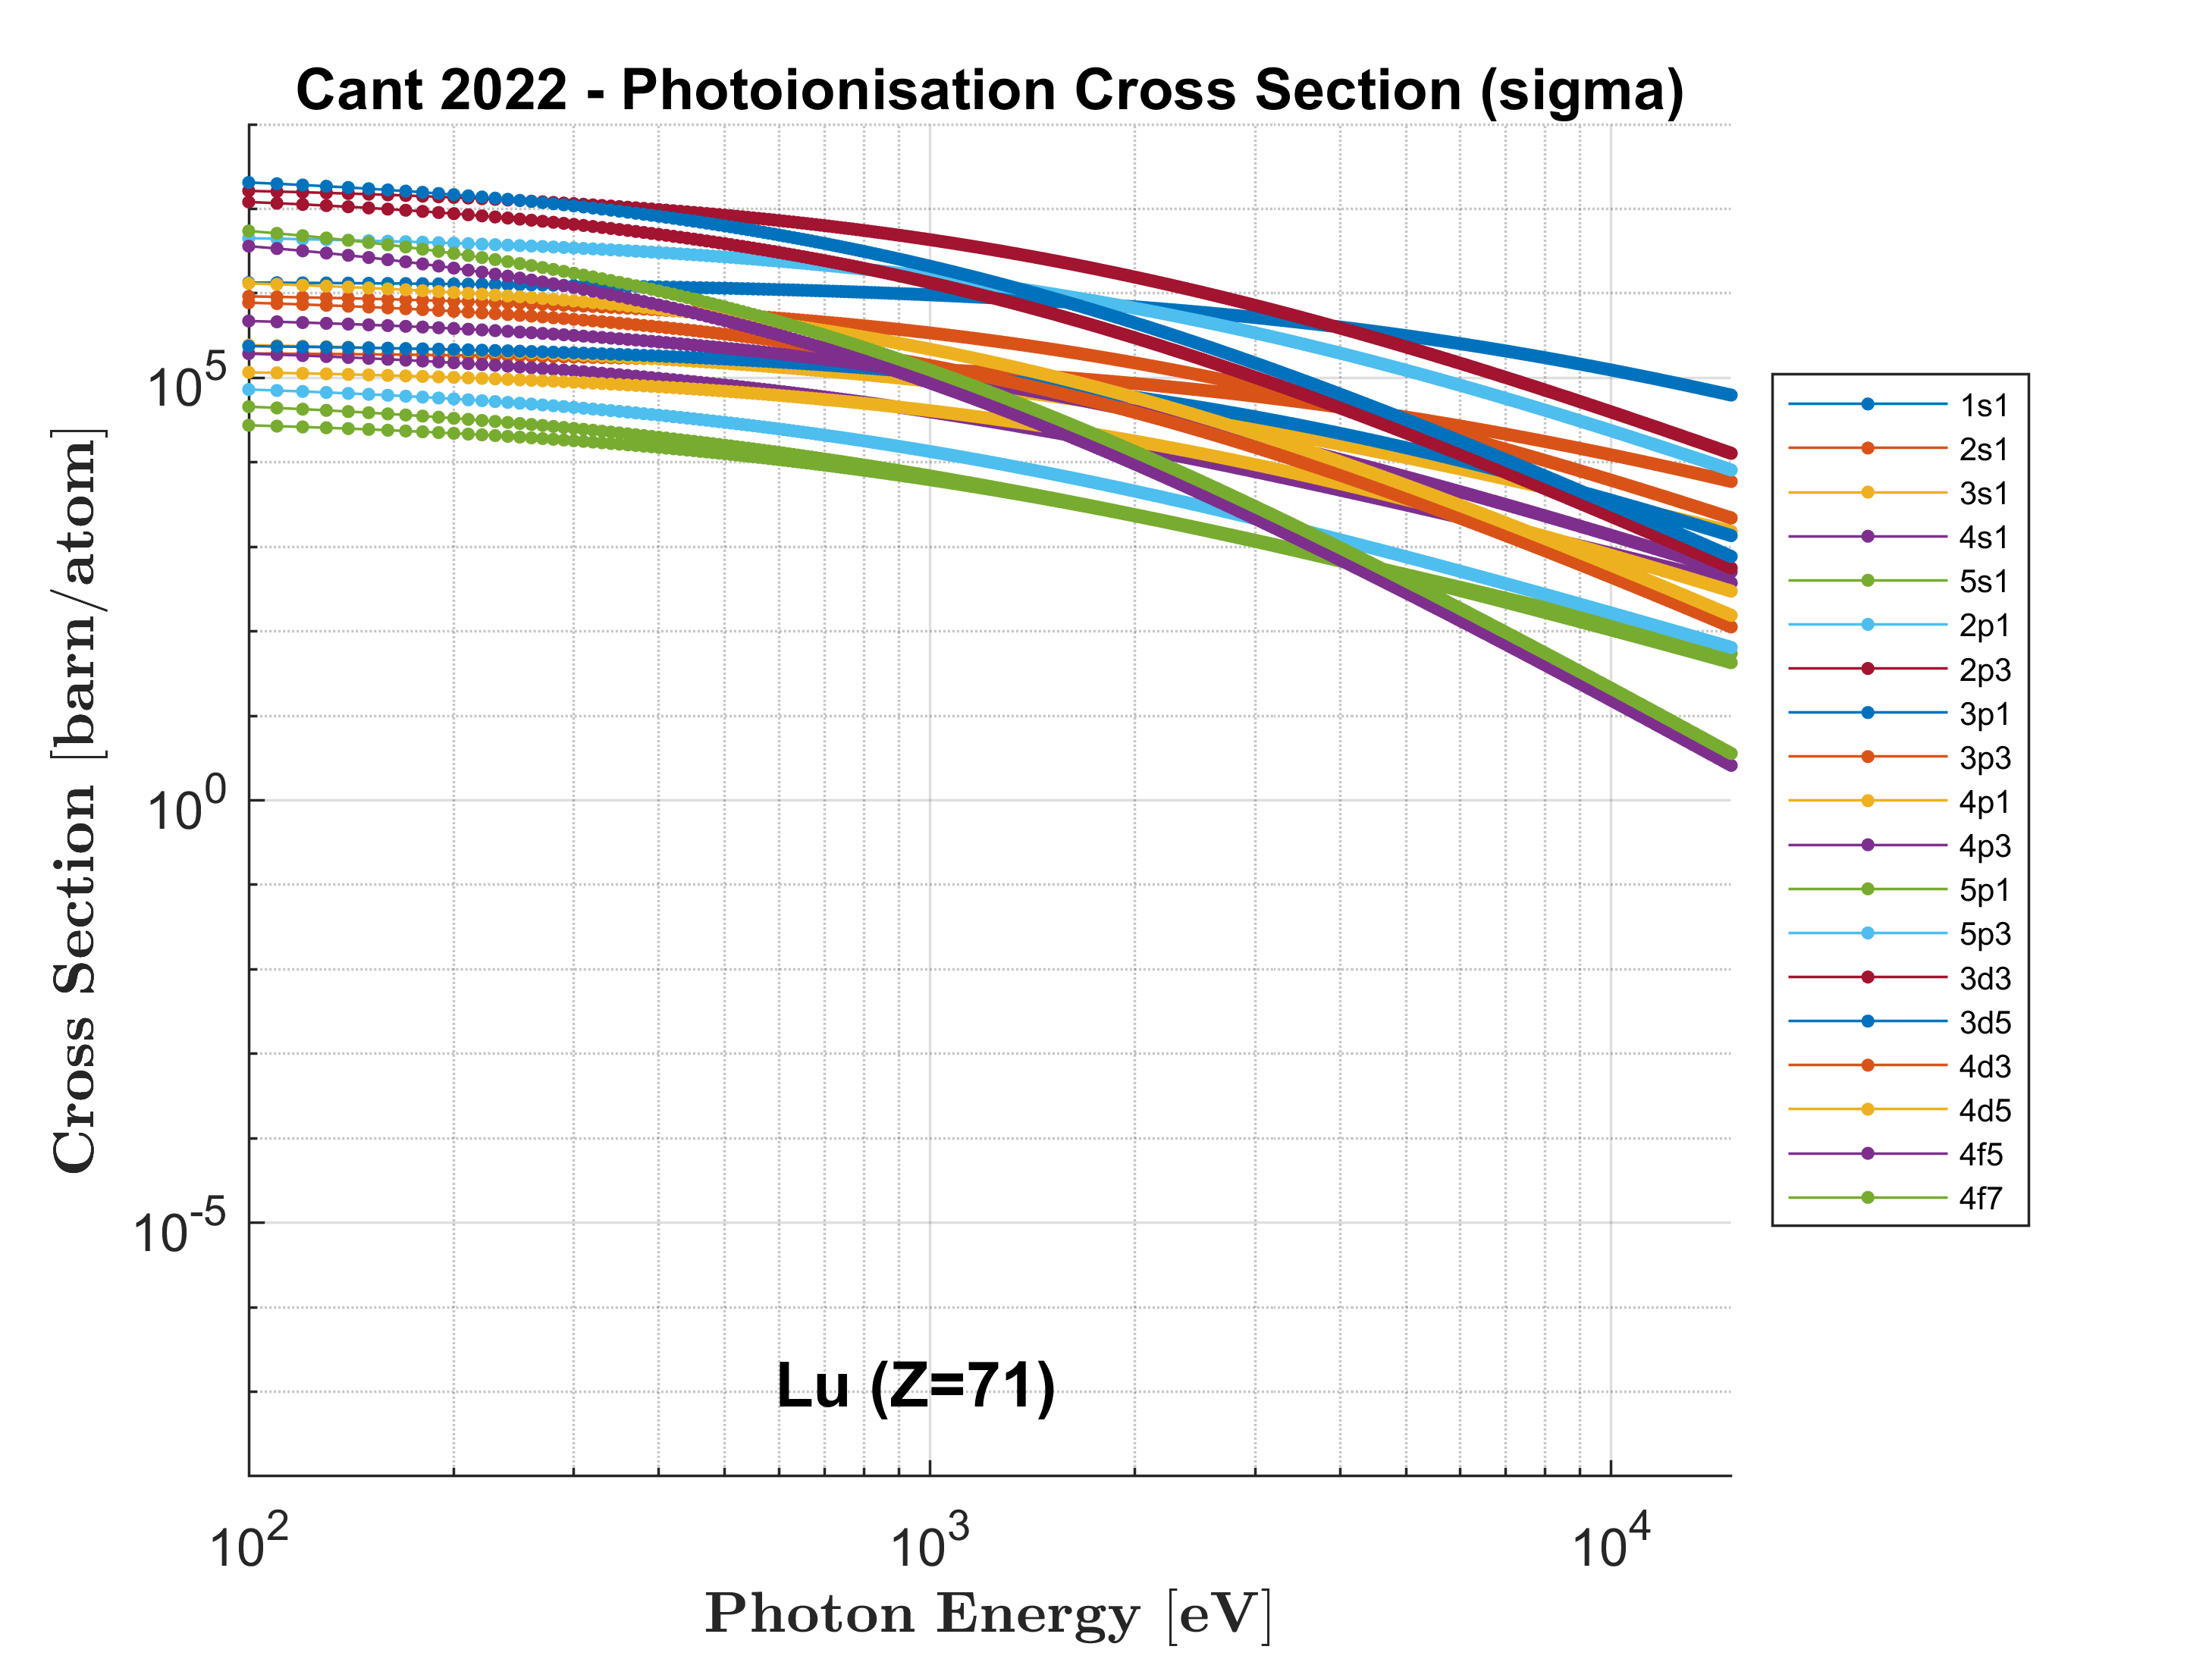 Cant 2022 - Photoionisation Cross Section (sigma)
Cross Section [barn/atom]
10^5
10^0
10^-5
Lu (Z=71)
10^2
10^3
10^4
Photon Energy [eV]
1s1
2s1
3s1
4s1
5s1
2p1
2p3
3p1
3p3
4p1
4p3
5p1
5p3
3d3
3d5
4d3
4d5
4f5
4f7